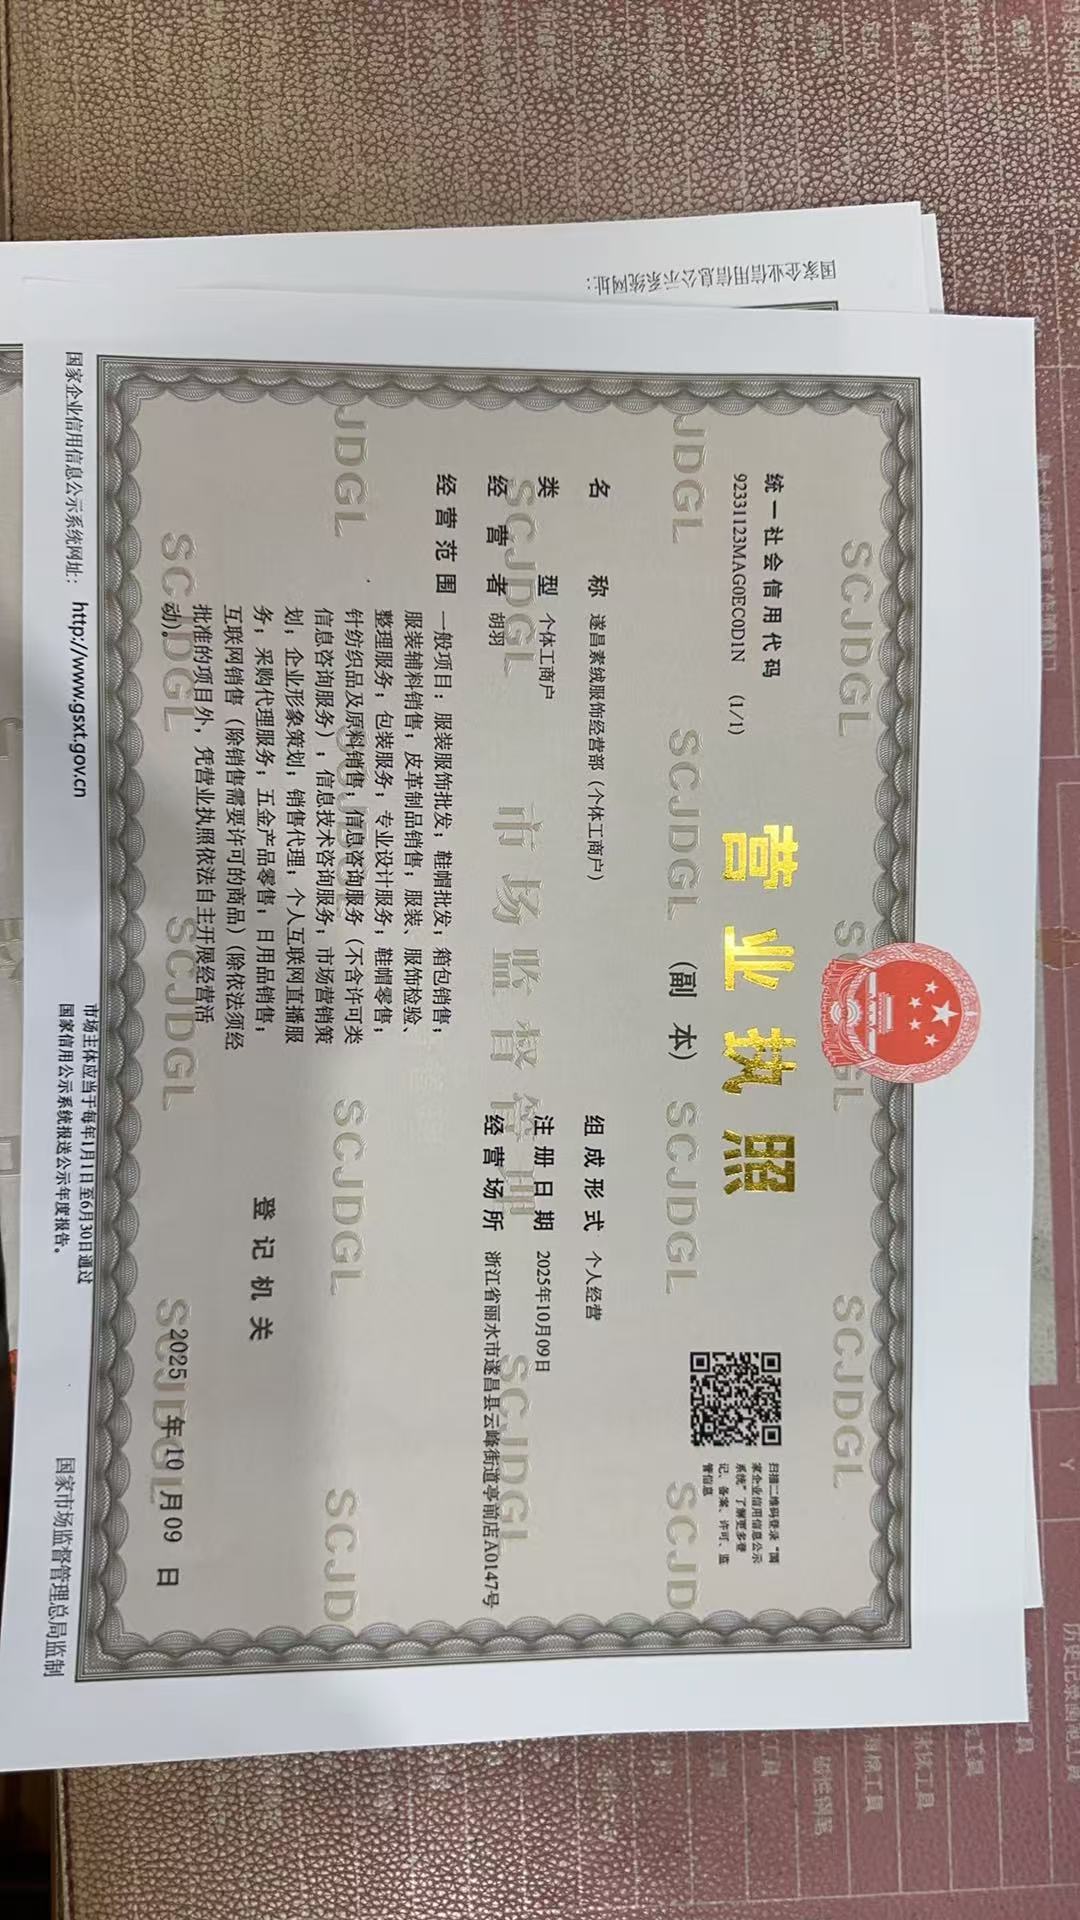 统一社会信用代码
92331123MAG0EC0D1N (1/1)
营业执照
(副 本)
扫描二维码登录“国
家企业信用信息公示
系统”了解更多登
记、备案、许可、监
管信息
名 称 遂昌素绒服饰经营部(个体工商户)
类 型 个体工商户
经 营 者 胡羽
经 营 范 围 一般项目:服装服饰批发;鞋帽批发;箱包销售;
服装辅料销售;皮革制品销售;服装、服饰检验、
整理服务;包装服务;专业设计服务;鞋帽零售;
针纺织品及原料销售;信息咨询服务(不含许可类
信息咨询服务);信息技术咨询服务;市场营销策
划;企业形象策划;销售代理;个人互联网直播服
务;采购代理服务;五金产品零售;日用品销售;
互联网销售(除销售需要许可的商品)(除依法须经
批准的项目外,凭营业执照依法自主开展经营活
动)。
组 成 形 式 个人经营
注 册 日 期 2025年10月09日
经 营 场 所 浙江省丽水市遂昌县云峰街道亭前店A0147号
登 记 机 关
2025 年 10 月 09 日
国家企业信用信息公示系统网址: http://www.gsxt.gov.cn
市场主体应当于每年1月1日至6月30日通过
国家信用公示系统报送公示年度报告。
国家市场监督管理总局监制
市场监督管理
SCJDGL
国家企业信用信息公示系统网址: